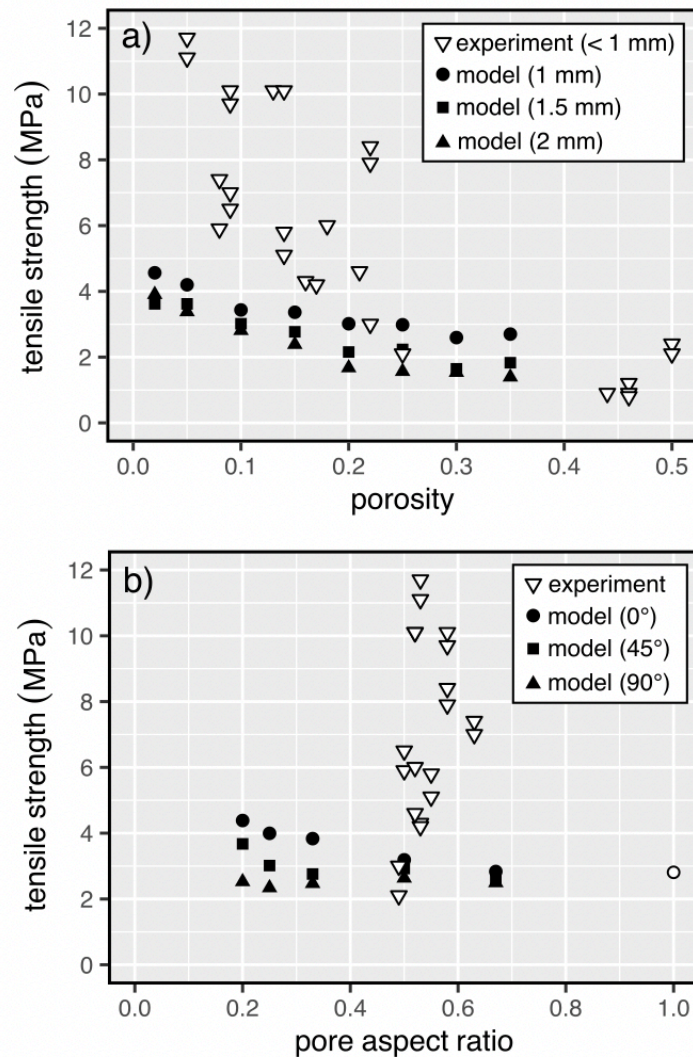 a)
experiment (< 1 mm)
model (1 mm)
model (1.5 mm)
model (2 mm)
12
10
8
6
4
2
0
tensile strength (MPa)
0.0 0.1 0.2 0.3 0.4 0.5
porosity
b)
experiment
model (0°)
model (45°)
model (90°)
12
10
8
6
4
2
0
tensile strength (MPa)
0.0 0.2 0.4 0.6 0.8 1.0
pore aspect ratio